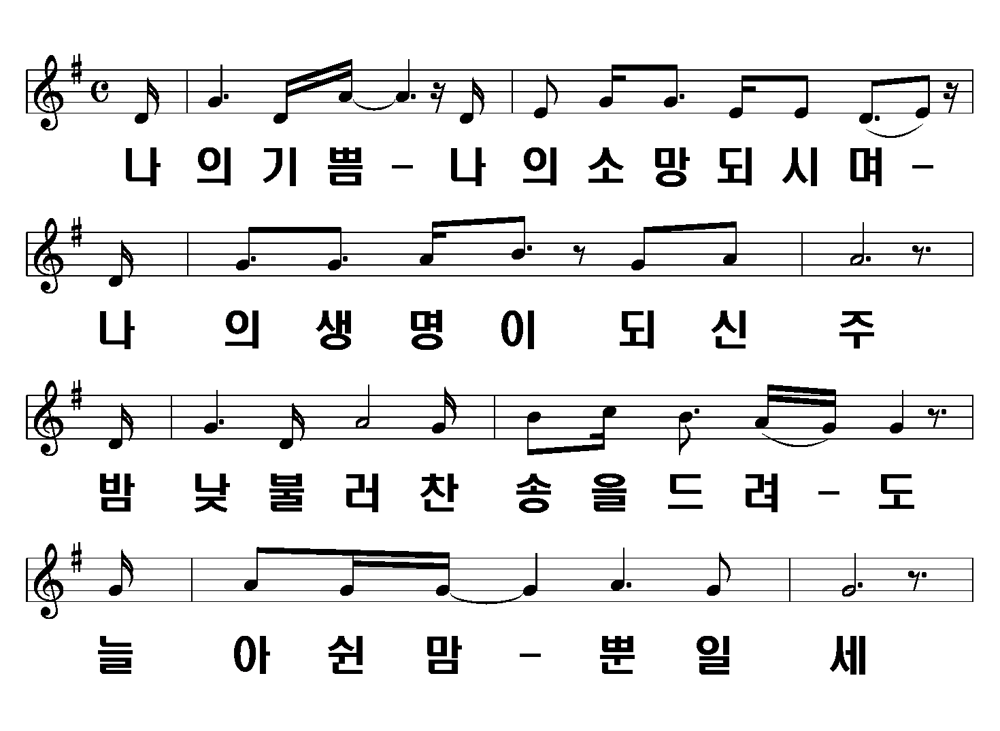 나 의 기 쁨 - 나 의 소 망 되 시 며 -
나 의 생 명 이 되 신 주
밤 낮 불 러 찬 송 을 드 려 - 도
늘 아 쉰 맘 - 뿐 일 세